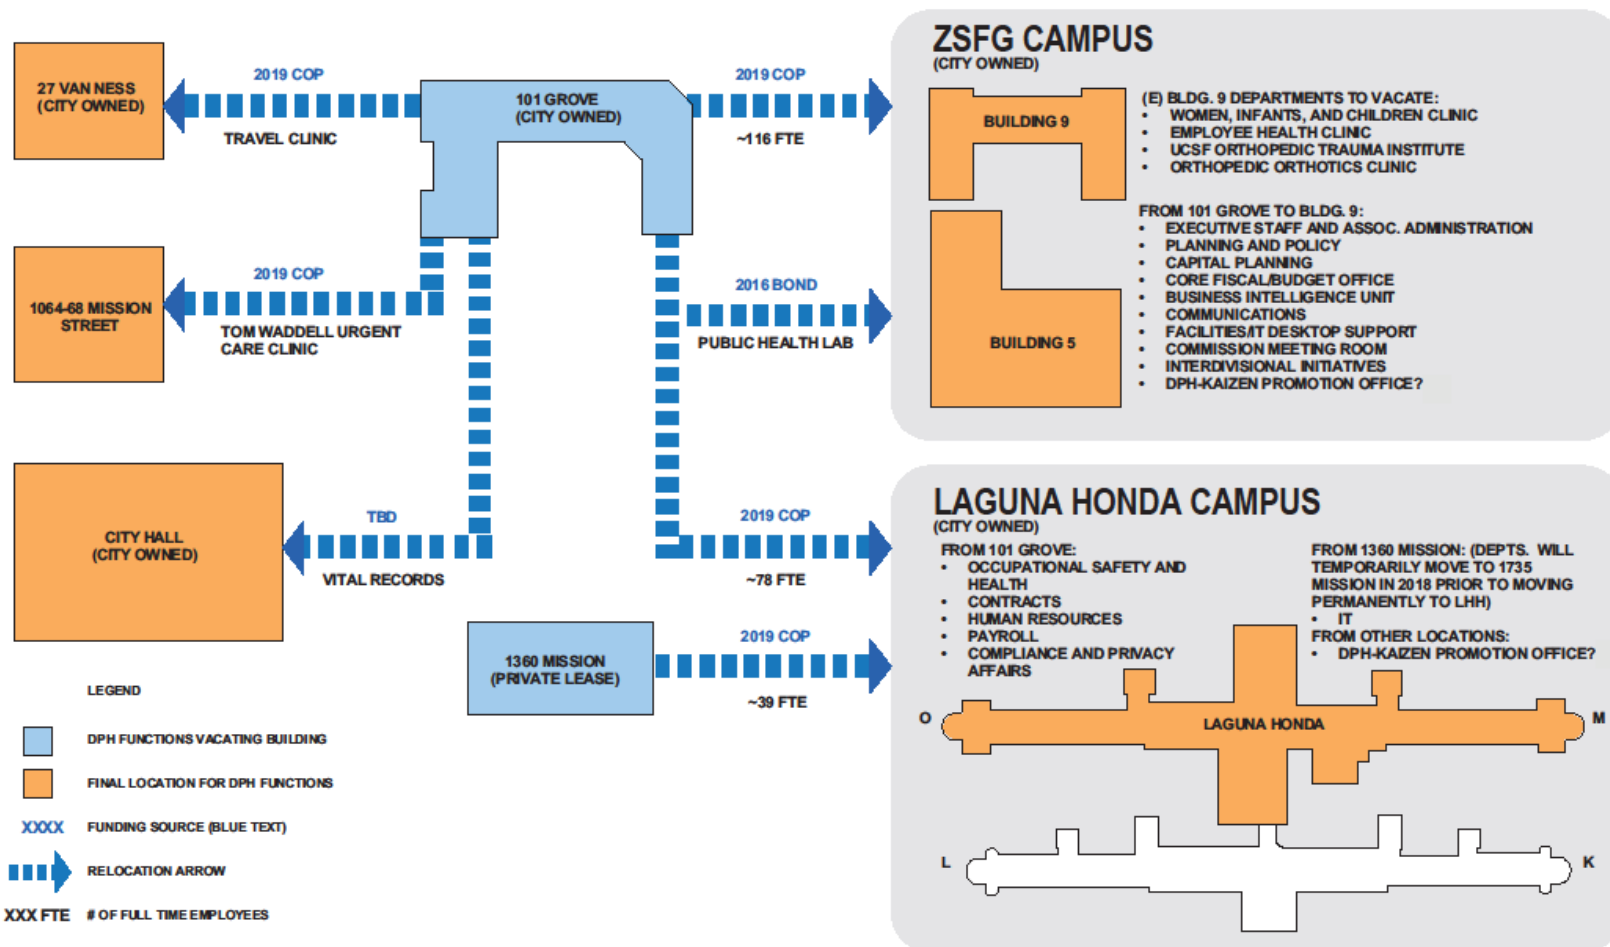 27 VAN NESS
(CITY OWNED)
2019 COP
TRAVEL CLINIC
101 GROVE
(CITY OWNED)
2019 COP
~116 FTE
1064-68 MISSION
STREET
2019 COP
TOM WADDELL URGENT
CARE CLINIC
2016 BOND
PUBLIC HEALTH LAB
CITY HALL
(CITY OWNED)
TBD
VITAL RECORDS
2019 COP
~78 FTE
1360 MISSION
(PRIVATE LEASE)
2019 COP
~39 FTE
ZSFG CAMPUS
(CITY OWNED)
BUILDING 9
(E) BLDG. 9 DEPARTMENTS TO VACATE:
• WOMEN, INFANTS, AND CHILDREN CLINIC
• EMPLOYEE HEALTH CLINIC
• UCSF ORTHOPEDIC TRAUMA INSTITUTE
• ORTHOPEDIC ORTHOTICS CLINIC
BUILDING 5
FROM 101 GROVE TO BLDG. 9:
• EXECUTIVE STAFF AND ASSOC. ADMINISTRATION
• PLANNING AND POLICY
• CAPITAL PLANNING
• CORE FISCAL/BUDGET OFFICE
• BUSINESS INTELLIGENCE UNIT
• COMMUNICATIONS
• FACILITIES/IT DESKTOP SUPPORT
• COMMISSION MEETING ROOM
• INTERDIVISIONAL INITIATIVES
• DPH-KAIZEN PROMOTION OFFICE?
LAGUNA HONDA CAMPUS
(CITY OWNED)
FROM 101 GROVE:
• OCCUPATIONAL SAFETY AND
HEALTH
• CONTRACTS
• HUMAN RESOURCES
• PAYROLL
• COMPLIANCE AND PRIVACY
AFFAIRS
FROM 1360 MISSION: (DEPTS. WILL
TEMPORARILY MOVE TO 1735
MISSION IN 2018 PRIOR TO MOVING
PERMANENTLY TO LHH)
• IT
FROM OTHER LOCATIONS:
• DPH-KAIZEN PROMOTION OFFICE?
O
LAGUNA HONDA
M
L
K
LEGEND
DPH FUNCTIONS VACATING BUILDING
FINAL LOCATION FOR DPH FUNCTIONS
XXXX FUNDING SOURCE (BLUE TEXT)
RELOCATION ARROW
XXX FTE # OF FULL TIME EMPLOYEES